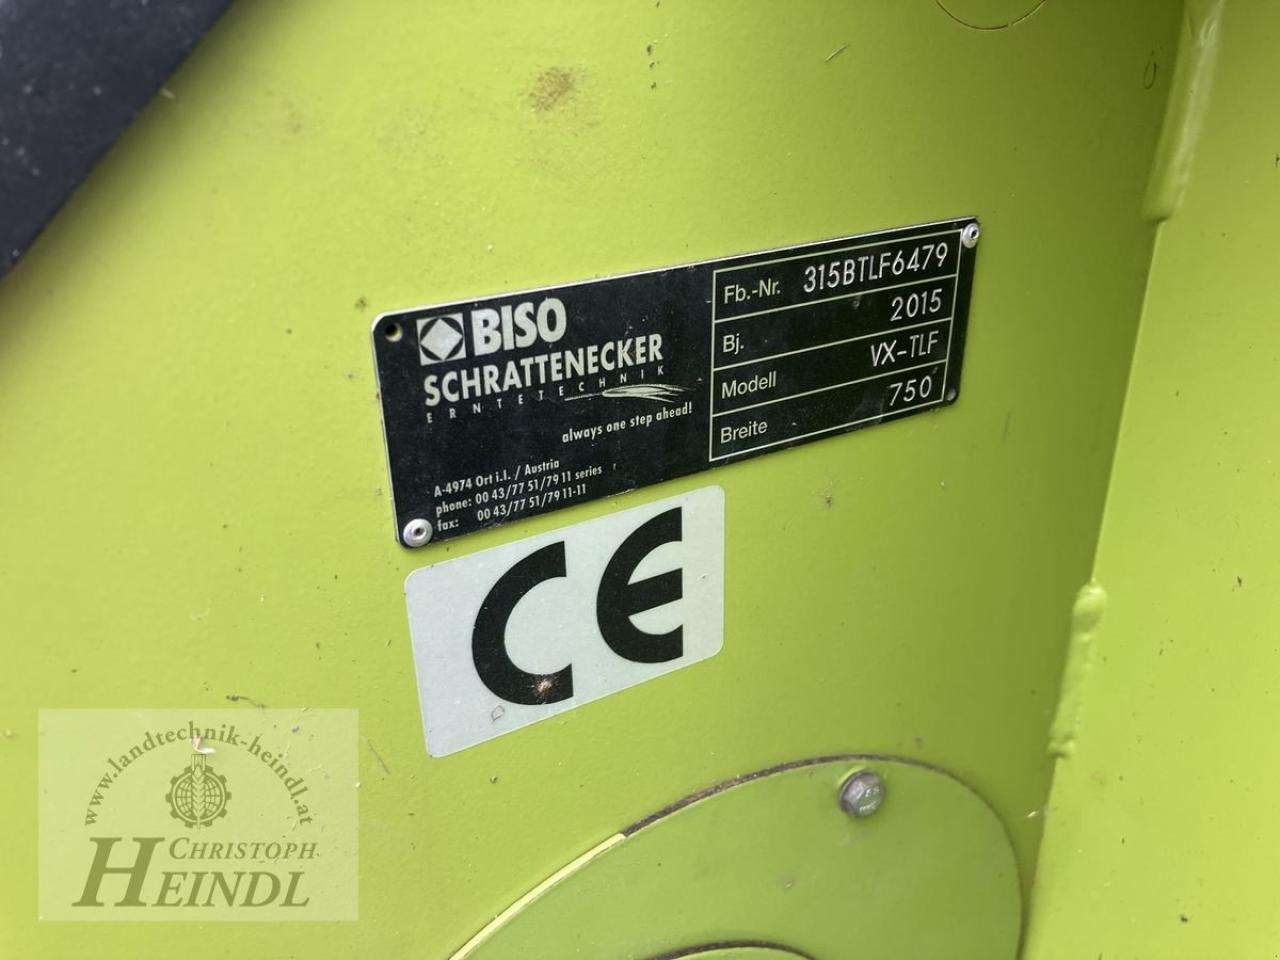 BISO
SCHRATTENECKER
ERNTETECHNIK
always one step ahead!
A-4974 Ort i.I. / Austria
phone: 00 43/77 51/79 11 series
fax: 00 43/77 51/79 11-11
Fb.-Nr. 315BTLF6479
Bj. 2015
Modell VX-TLF
Breite 750
CE
www.landtechnik-heindl.at
CHRISTOPH
HEINDL